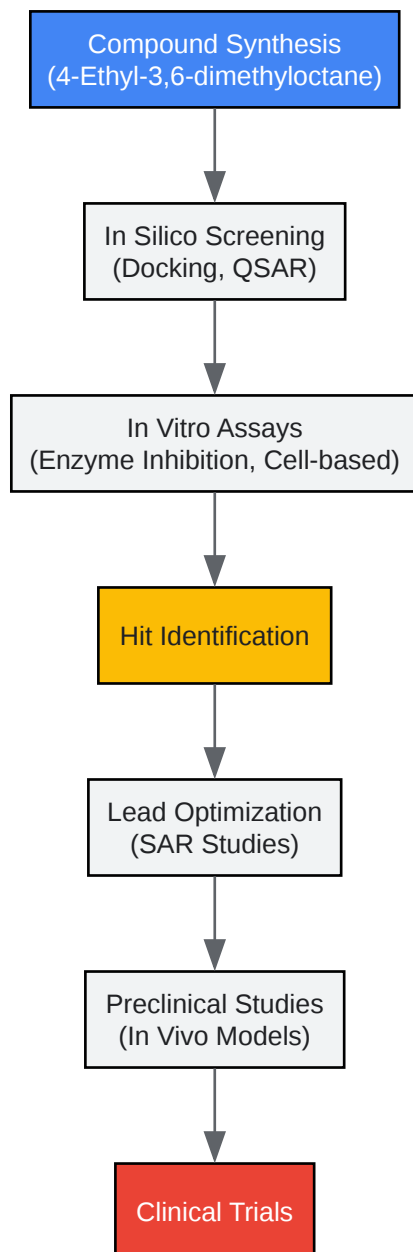 Compound Synthesis
(4-Ethyl-3,6-dimethyloctane)
In Silico Screening
(Docking, QSAR)
In Vitro Assays
(Enzyme Inhibition, Cell-based)
Hit Identification
Lead Optimization
(SAR Studies)
Preclinical Studies
(In Vivo Models)
Clinical Trials